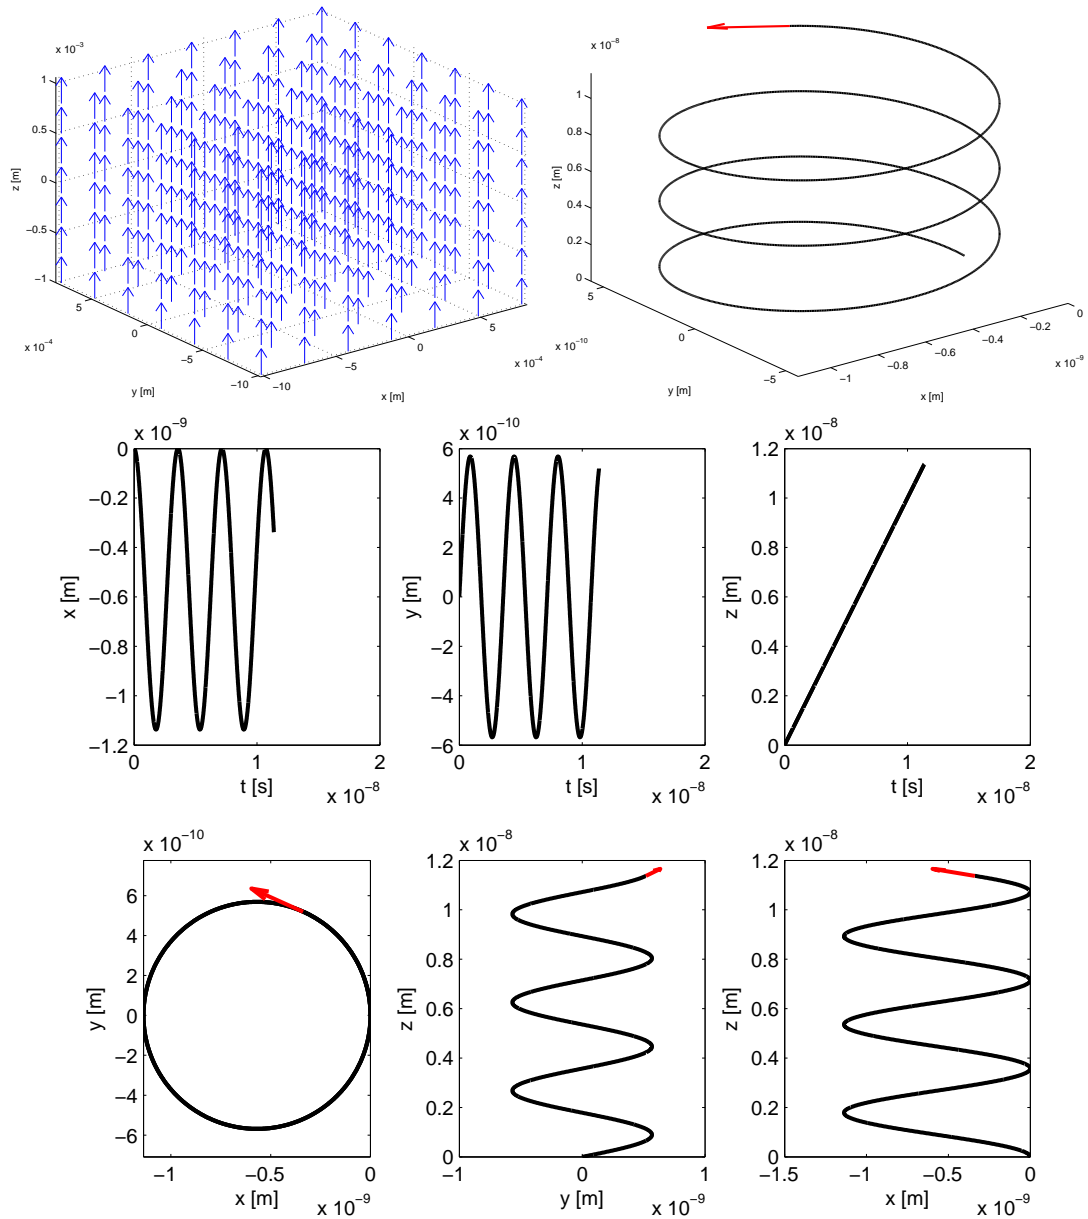 x 10⁻³
1
0.5
0
−0.5
−1
z [m]
5
0
−5
−10
x 10⁻⁴
y [m]
−10
−5
0
5
x 10⁻⁴
x [m]
x 10⁻⁸
1
0.8
0.6
0.4
0.2
0
z [m]
5
0
−5
x 10⁻¹⁰
y [m]
−1
−0.8
−0.6
−0.4
−0.2
0
x 10⁻⁹
x [m]
x 10⁻⁹
0
−0.2
−0.4
−0.6
−0.8
−1
−1.2
x [m]
0 1 2
t [s]
x 10⁻⁸
x 10⁻¹⁰
6
4
2
0
−2
−4
−6
y [m]
0 1 2
t [s]
x 10⁻⁸
x 10⁻⁸
1.2
1
0.8
0.6
0.4
0.2
0
z [m]
0 1 2
t [s]
x 10⁻⁸
x 10⁻¹⁰
6
4
2
0
−2
−4
−6
y [m]
−1 −0.5 0
x [m]
x 10⁻⁹
x 10⁻⁸
1.2
1
0.8
0.6
0.4
0.2
0
z [m]
−1 0 1
y [m]
x 10⁻⁹
x 10⁻⁸
1.2
1
0.8
0.6
0.4
0.2
0
z [m]
−1.5 −1 −0.5 0
x [m]
x 10⁻⁹